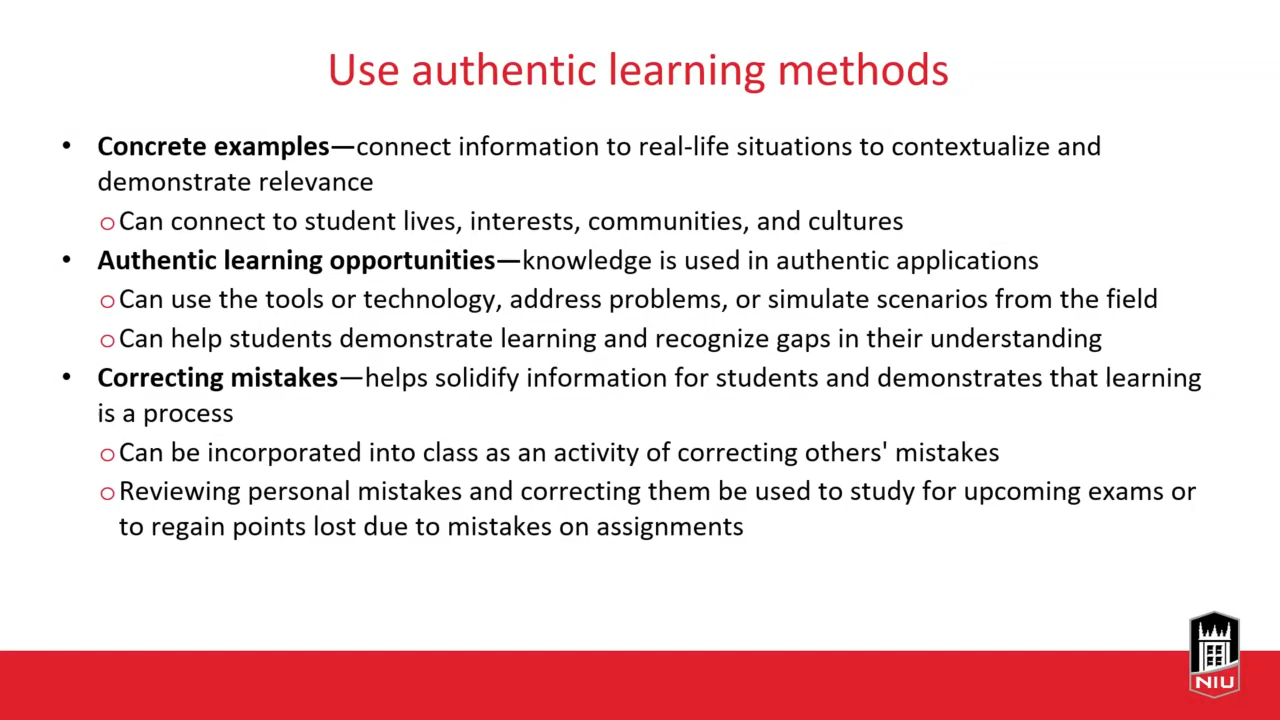 Use authentic learning methods
• Concrete examples—connect information to real-life situations to contextualize and
demonstrate relevance
o Can connect to student lives, interests, communities, and cultures
• Authentic learning opportunities—knowledge is used in authentic applications
o Can use the tools or technology, address problems, or simulate scenarios from the field
o Can help students demonstrate learning and recognize gaps in their understanding
• Correcting mistakes—helps solidify information for students and demonstrates that learning
is a process
o Can be incorporated into class as an activity of correcting others' mistakes
o Reviewing personal mistakes and correcting them be used to study for upcoming exams or
to regain points lost due to mistakes on assignments
NIU